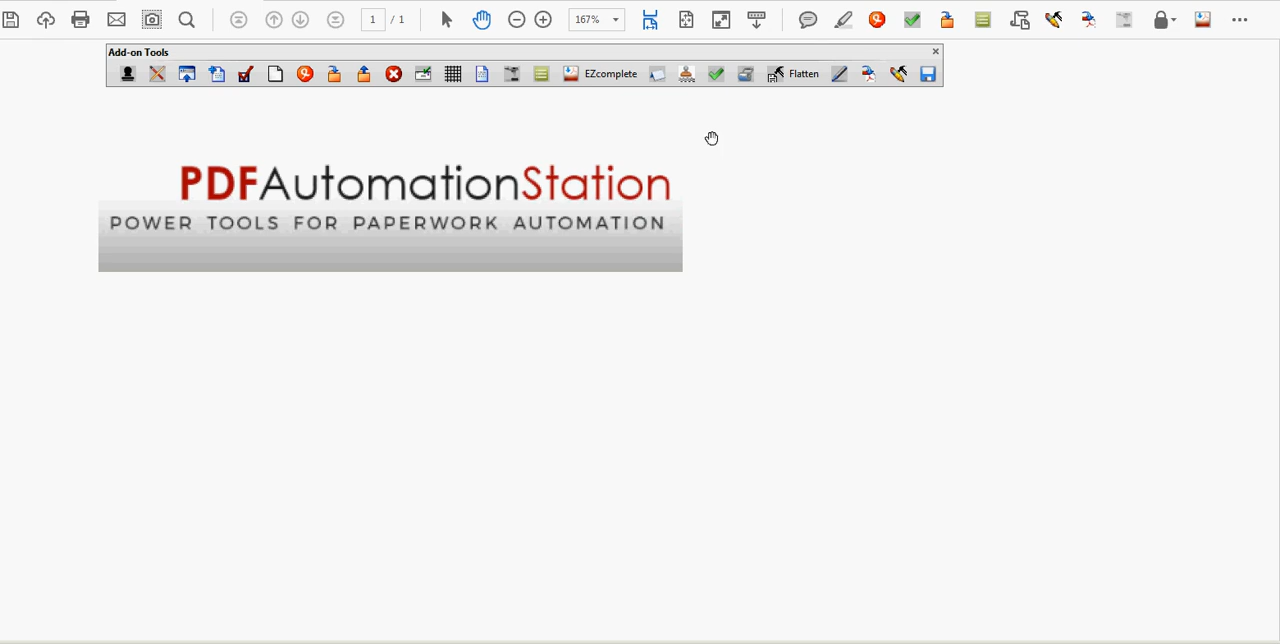 1 / 1
167%
Add-on Tools
EZcomplete
Flatten
PDFAutomationStation
POWER TOOLS FOR PAPERWORK AUTOMATION